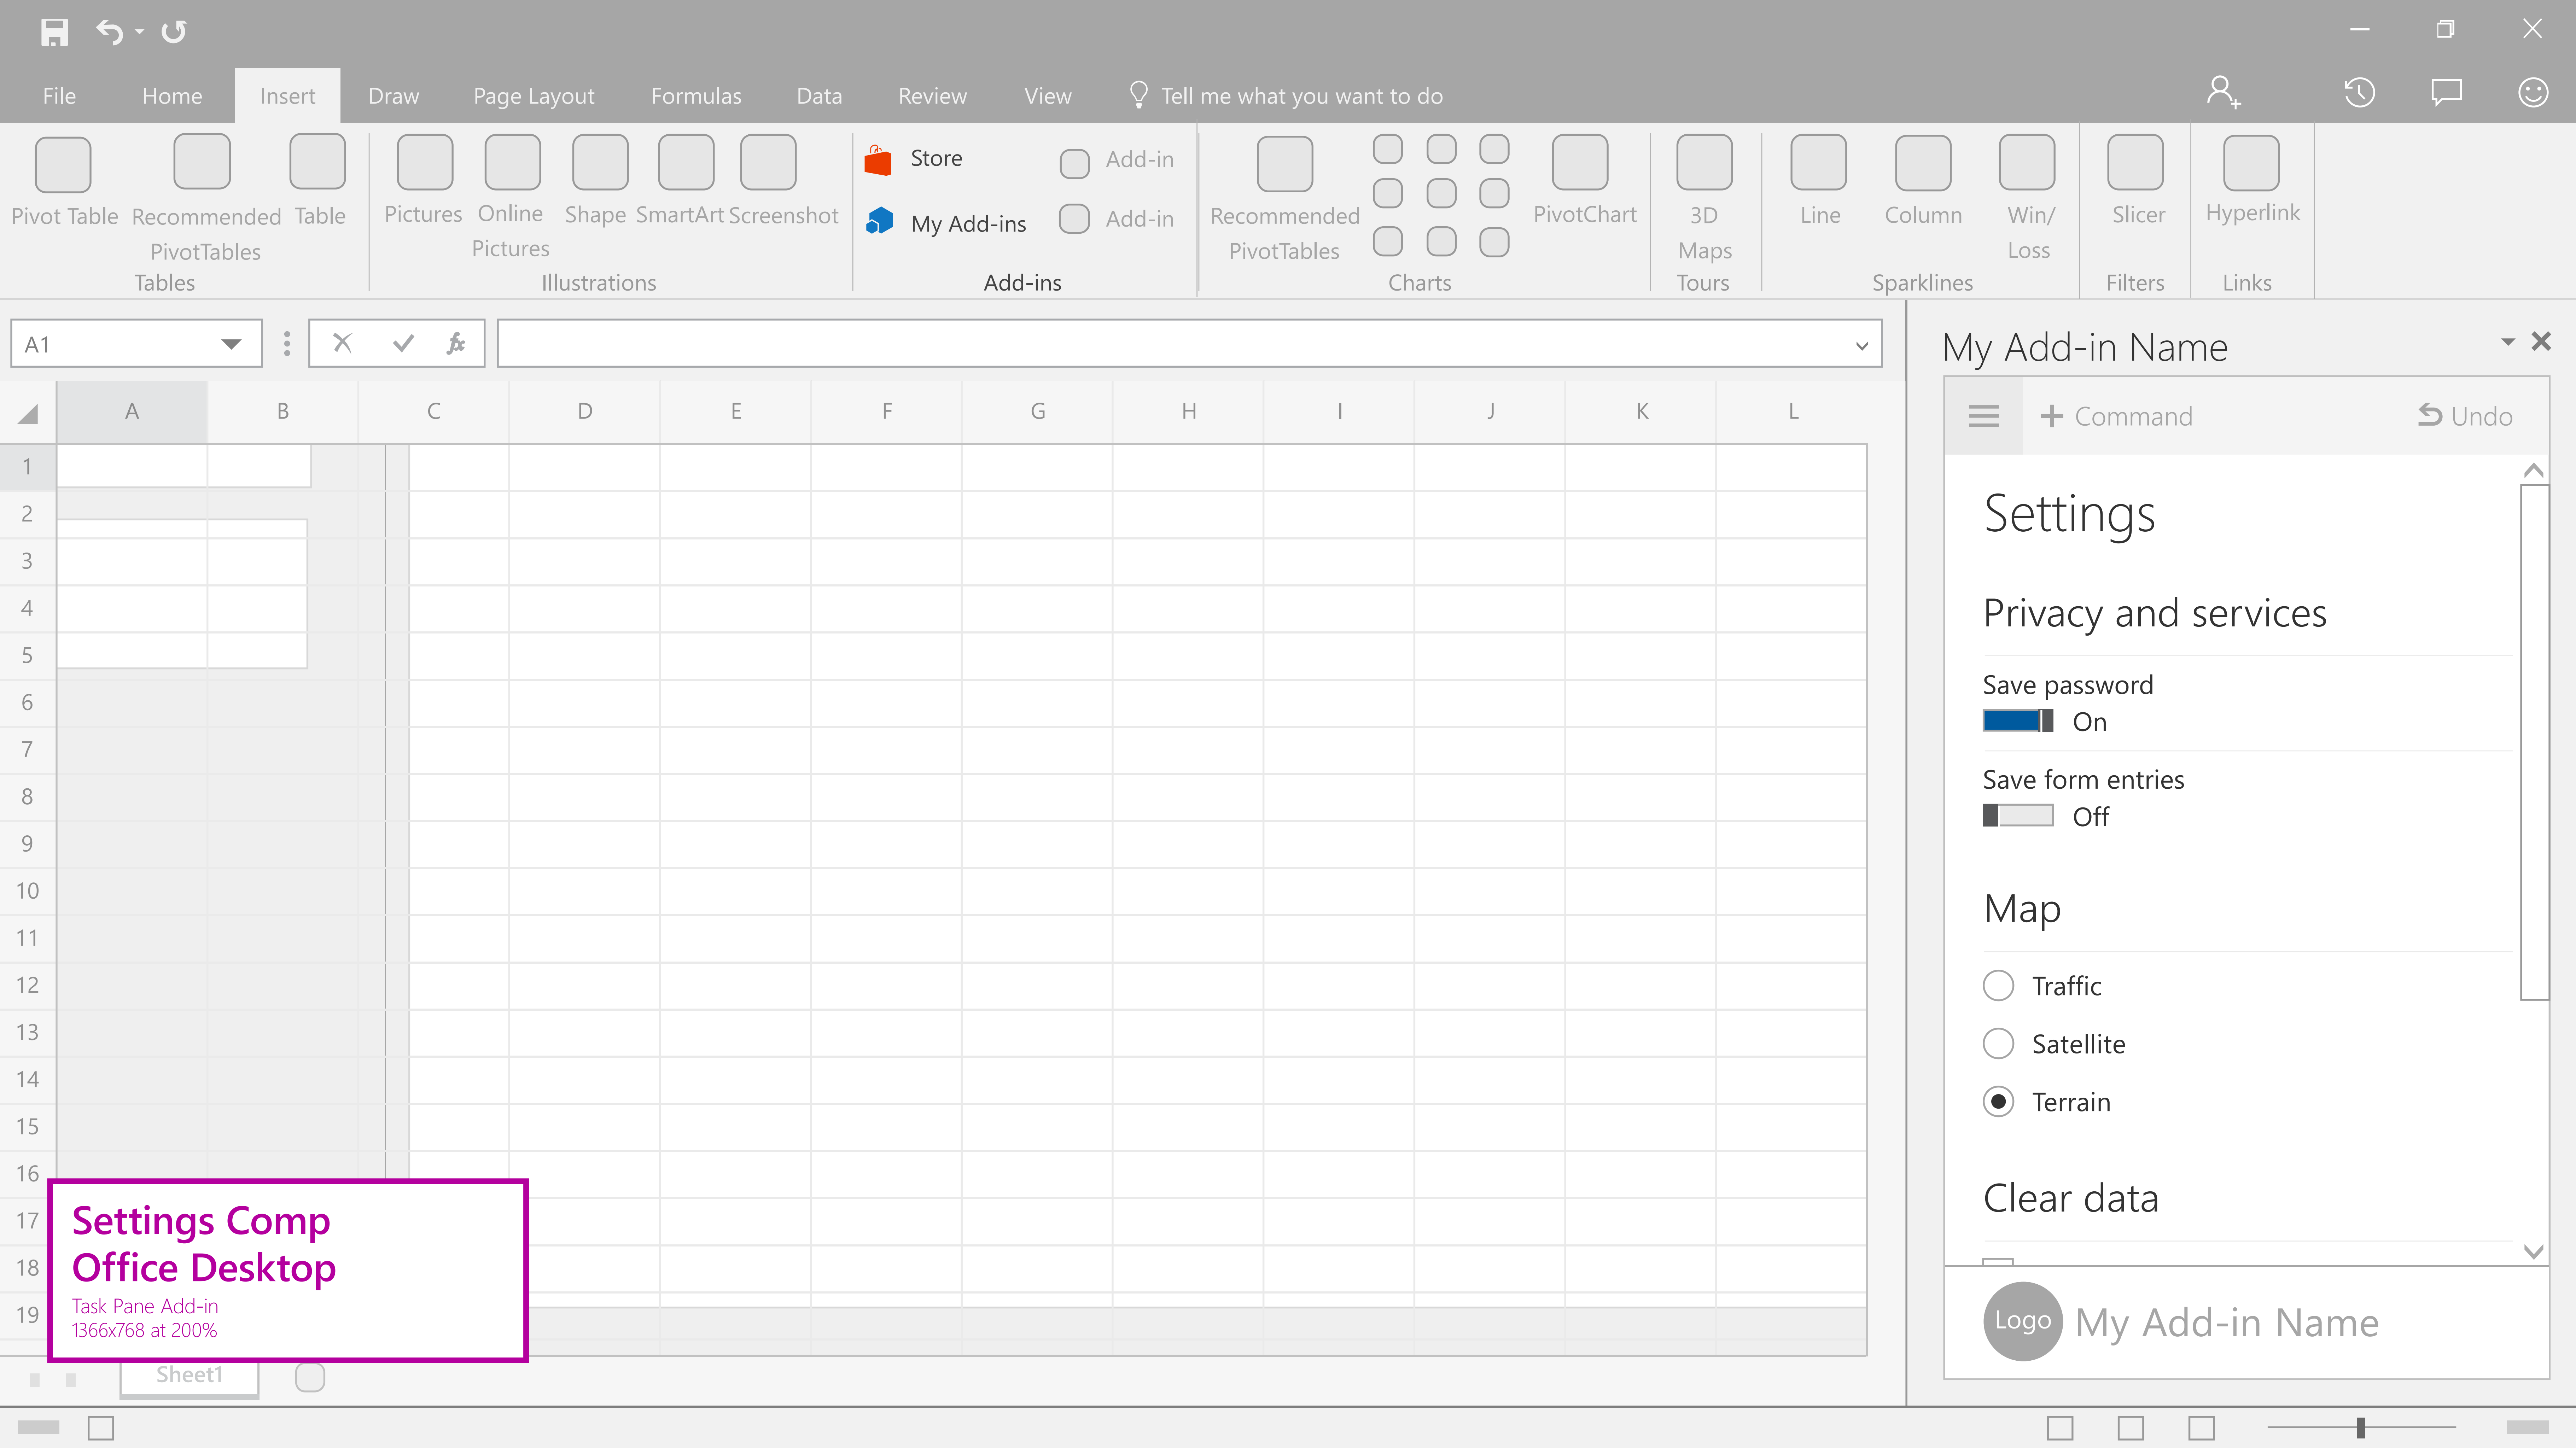 File Home Insert Draw Page Layout Formulas Data Review View Tell me what you want to do
Pivot Table
Recommended
PivotTables
Table
Tables
Pictures
Online
Pictures
Shape
SmartArt
Screenshot
Illustrations
Store
My Add-ins
Add-in
Add-in
Add-ins
Recommended
PivotTables
PivotChart
Charts
3D
Maps
Tours
Line
Column
Win/
Loss
Sparklines
Slicer
Filters
Hyperlink
Links
A1
fx
A B C D E F G H I J K L
1
2
3
4
5
6
7
8
9
10
11
12
13
14
15
16
17
18
19
Settings Comp
Office Desktop
Task Pane Add-in
1366x768 at 200%
Sheet1
My Add-in Name
Command
Undo
Settings
Privacy and services
Save password
On
Save form entries
Off
Map
Traffic
Satellite
Terrain
Clear data
Logo
My Add-in Name